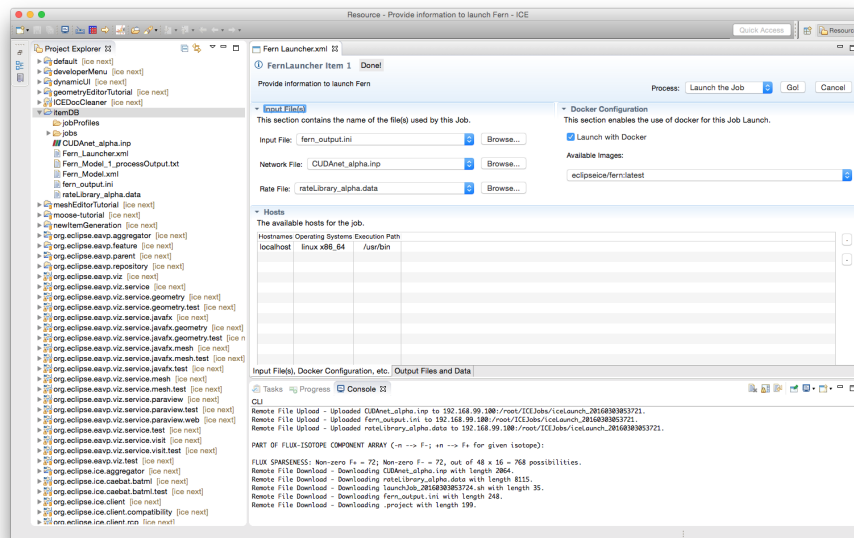 Resource - Provide information to launch Fern - ICE
Quick Access
Resourc
Project Explorer
default [ice next]
developerMenu [ice next]
dynamicUI [ice next]
geometryEditorTutorial [ice next]
ICEDocCleaner [ice next]
itemDB
jobProfiles
jobs
CUDAnet_alpha.inp
Fern_Launcher.xml
Fern_Model_1_processOutput.txt
Fern_Model.xml
fern_output.ini
rateLibrary_alpha.data
meshEditorTutorial [ice next]
moose-tutorial [ice next]
newItemGeneration [ice next]
org.eclipse.eavp.aggregator [ice next]
org.eclipse.eavp.feature [ice next]
org.eclipse.eavp.parent [ice next]
org.eclipse.eavp.repository [ice next]
org.eclipse.eavp.viz [ice next]
org.eclipse.eavp.viz.service [ice next]
org.eclipse.eavp.viz.service.geometry [ice next]
org.eclipse.eavp.viz.service.geometry.test [ice next]
org.eclipse.eavp.viz.service.javafx [ice next]
org.eclipse.eavp.viz.service.javafx.geometry [ice next]
org.eclipse.eavp.viz.service.javafx.geometry.test [ice n
org.eclipse.eavp.viz.service.javafx.mesh [ice next]
org.eclipse.eavp.viz.service.javafx.mesh.test [ice next]
org.eclipse.eavp.viz.service.javafx.test [ice next]
org.eclipse.eavp.viz.service.mesh [ice next]
org.eclipse.eavp.viz.service.mesh.test [ice next]
org.eclipse.eavp.viz.service.paraview [ice next]
org.eclipse.eavp.viz.service.paraview.test [ice next]
org.eclipse.eavp.viz.service.paraview.web [ice next]
org.eclipse.eavp.viz.service.test [ice next]
org.eclipse.eavp.viz.service.visit [ice next]
org.eclipse.eavp.viz.service.visit.test [ice next]
org.eclipse.eavp.viz.test [ice next]
org.eclipse.ice.aggregator [ice next]
org.eclipse.ice.caebat.batml [ice next]
org.eclipse.ice.caebat.batml.test [ice next]
org.eclipse.ice.client [ice next]
org.eclipse.ice.client.compatibility [ice next]
org.eclipse.ice.client.rcp [ice next]
Fern Launcher.xml
FernLauncher Item 1 Done!
Provide information to launch Fern
Process: Launch the Job Go! Cancel
Input File(s)
This section contains the name of the file(s) used by this Job.
Input File: fern_output.ini Browse...
Network File: CUDAnet_alpha.inp Browse...
Rate File: rateLibrary_alpha.data Browse...
Docker Configuration
This section enables the use of docker for this Job Launch.
Launch with Docker
Available Images:
eclipseice/fern:latest
Hosts
The available hosts for the job.
Hostnames Operating Systems Execution Path
localhost linux x86_64 /usr/bin
Input File(s), Docker Configuration, etc. Output Files and Data
Tasks Progress Console
CLI
Remote File Upload - Uploaded CUDAnet_alpha.inp to 192.168.99.100:/root/ICEJobs/iceLaunch_20160303053721.
Remote File Upload - Uploaded fern_output.ini to 192.168.99.100:/root/ICEJobs/iceLaunch_20160303053721.
Remote File Upload - Uploaded rateLibrary_alpha.data to 192.168.99.100:/root/ICEJobs/iceLaunch_20160303053721.
PART OF FLUX-ISOTOPE COMPONENT ARRAY (-n --> F-; +n --> F+ for given isotope):
FLUX SPARSENESS: Non-zero F+ = 72; Non-zero F- = 72, out of 48 x 16 = 768 possibilities.
Remote File Download - Downloading CUDAnet_alpha.inp with length 2064.
Remote File Download - Downloading rateLibrary_alpha.data with length 8115.
Remote File Download - Downloading launchJob_20160303053724.sh with length 35.
Remote File Download - Downloading fern_output.ini with length 248.
Remote File Download - Downloading .project with length 199.